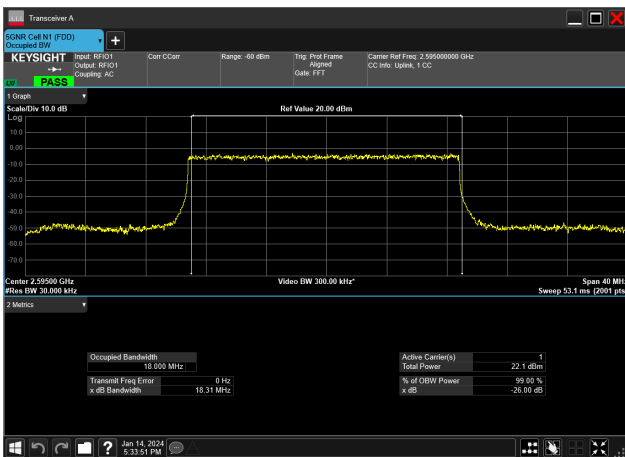 Transceiver A
5GNR Cell N1 (FDD)
Occupied BW
KEYSIGHT
Input: RFIO1
Output: RFIO1
Coupling: AC
Corr CCorr
Range: -60 dBm
Trig: Prot Frame
Aligned
Gate: FFT
Carrier Ref Freq: 2.595000000 GHz
CC Info: Uplink, 1 CC
PASS
1 Graph
Scale/Div 10.0 dB
Ref Value 20.00 dBm
Log
10.0
0.00
-10.0
-20.0
-30.0
-40.0
-50.0
-60.0
-70.0
Center 2.59500 GHz
Video BW 300.00 kHz*
Span 40 MHz
#Res BW 30.000 kHz
Sweep 53.1 ms (2001 pts
2 Metrics
Occupied Bandwidth
18.000 MHz
Active Carrier(s) 1
Total Power 22.1 dBm
Transmit Freq Error 0 Hz
x dB Bandwidth 18.31 MHz
% of OBW Power 99.00 %
x dB -26.00 dB
Jan 14, 2024
5:33:51 PM